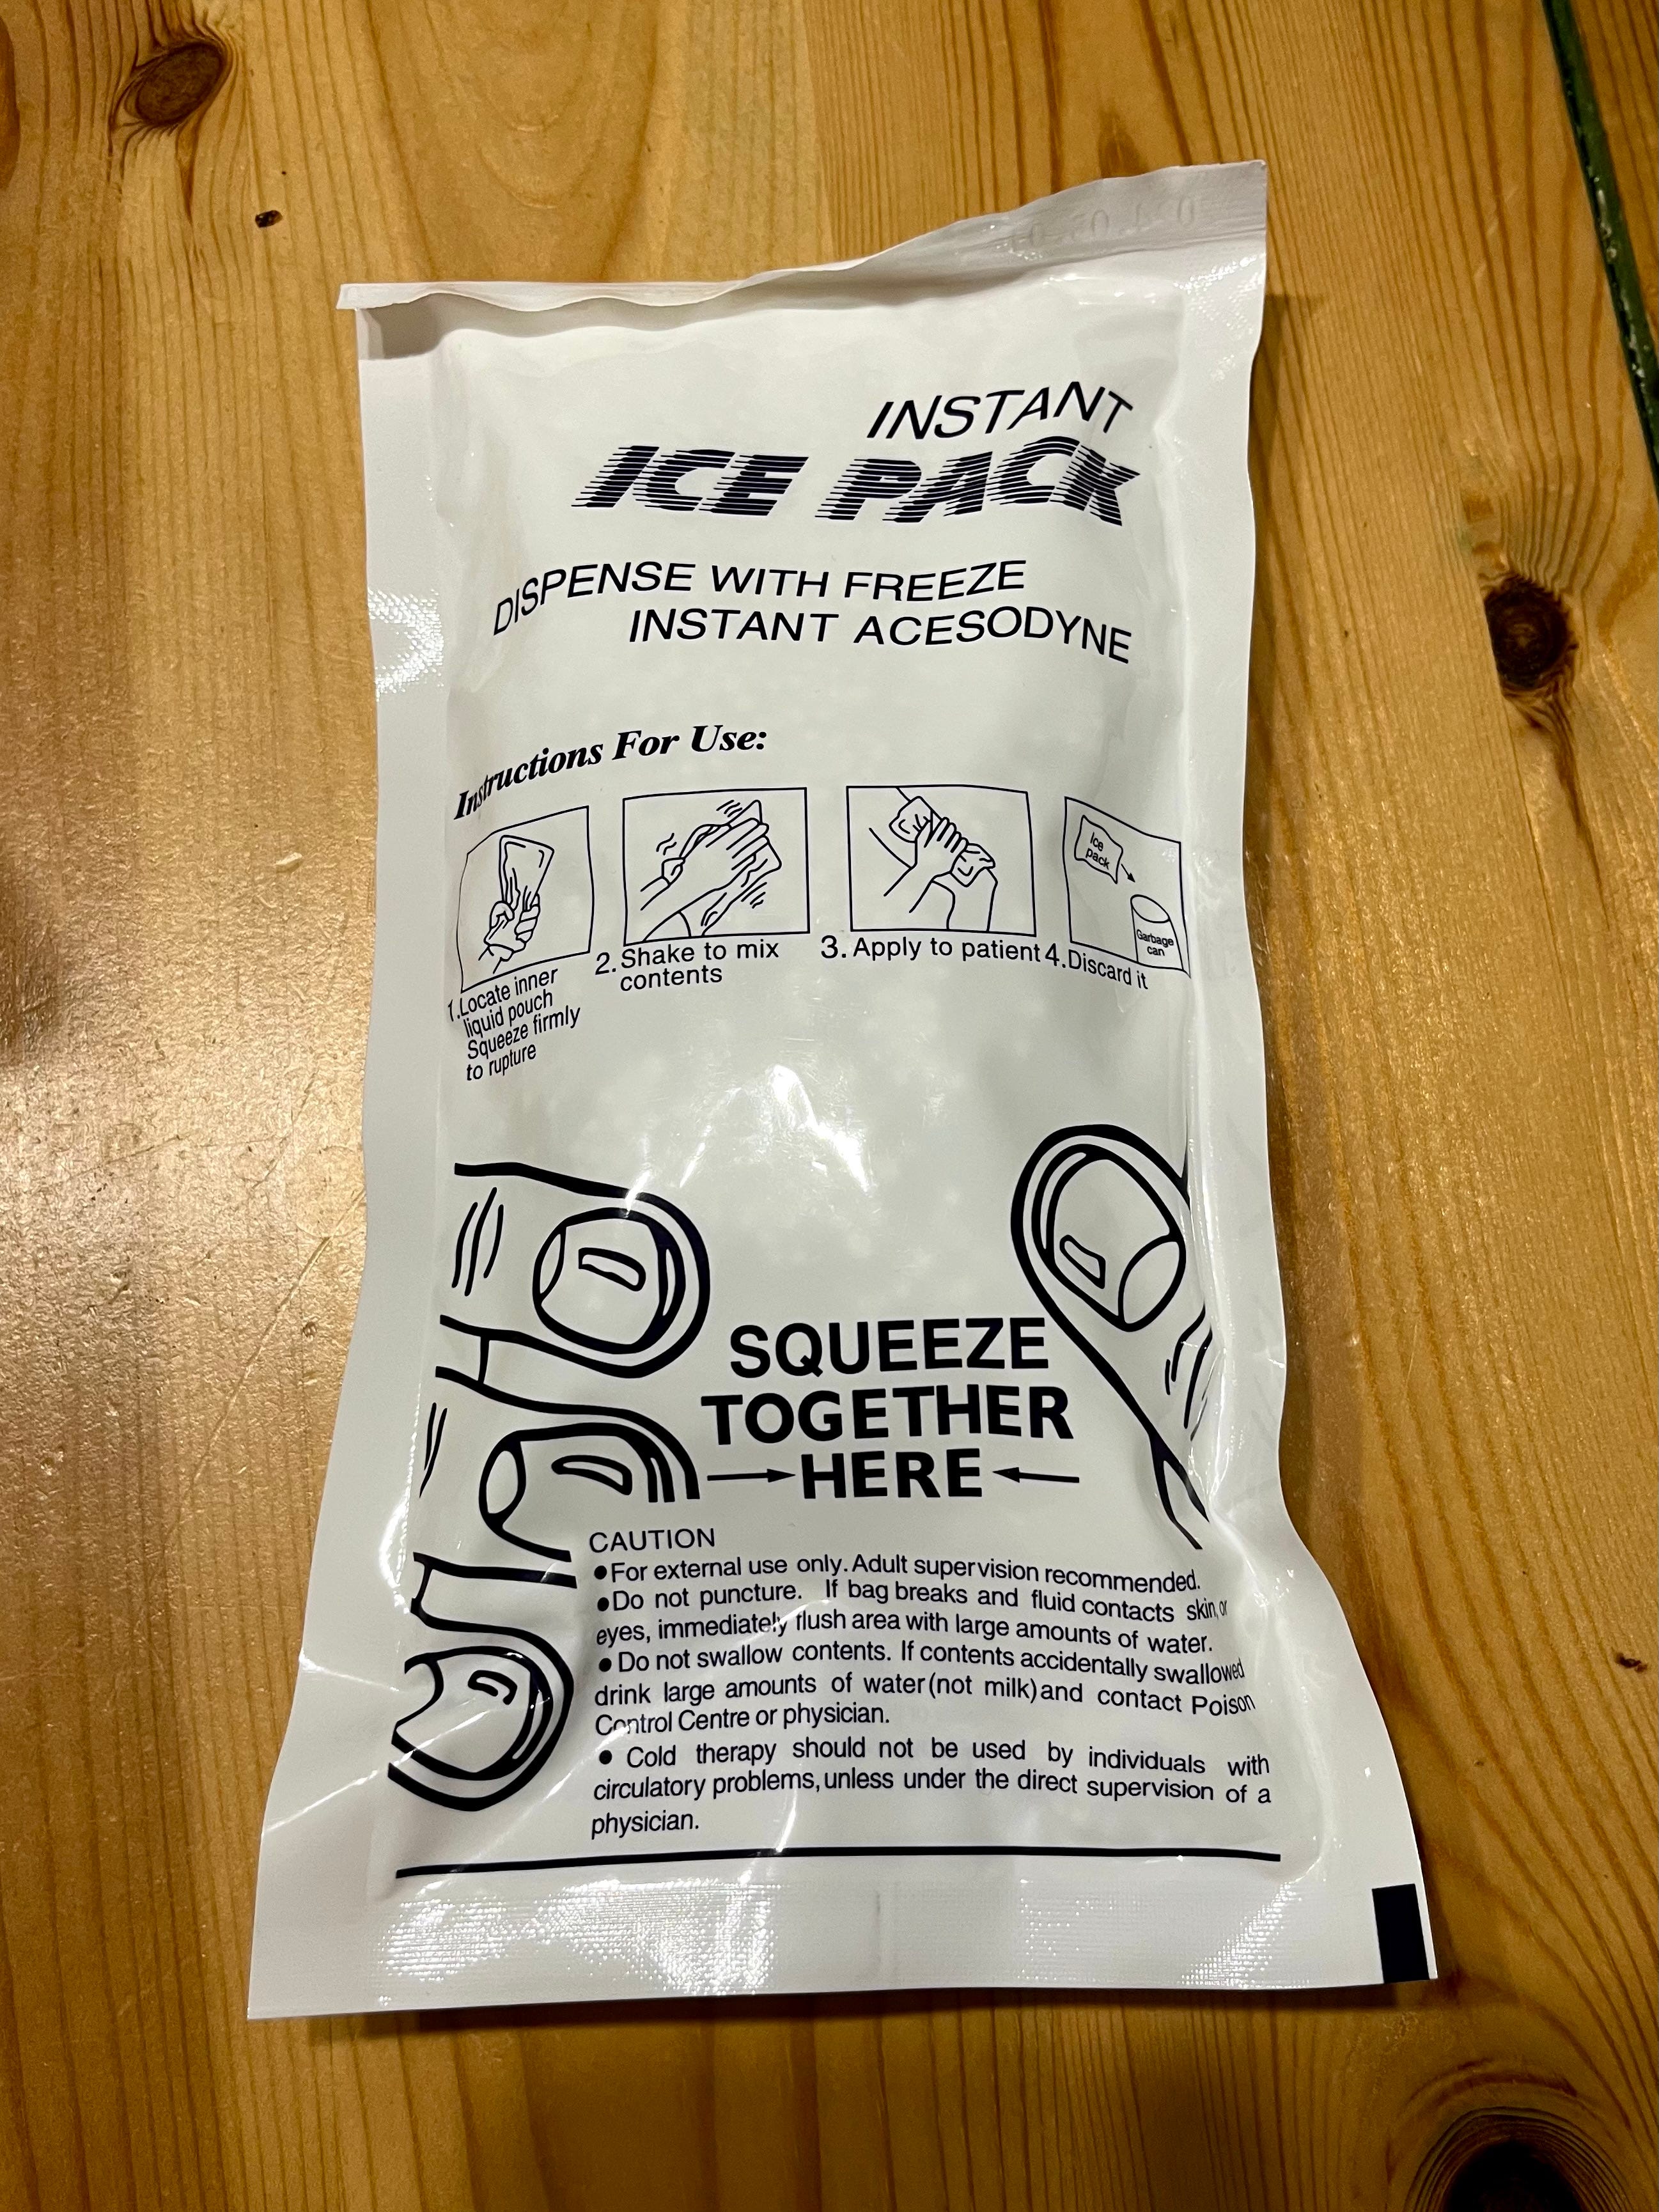 INSTANT
ICE PACK
DISPENSE WITH FREEZE
INSTANT ACESODYNE
Instructions For Use:
Ice
pack
Garbage
can
1.Locate inner
liquid pouch
Squeeze firmly
to rupture
2.Shake to mix
contents
3. Apply to patient
4.Discard it
SQUEEZE
TOGETHER
HERE
CAUTION
●For external use only. Adult supervision recommended.
●Do not puncture. If bag breaks and fluid contacts skin, or
eyes, immediately flush area with large amounts of water.
● Do not swallow contents. If contents accidentally swallowed
drink large amounts of water(not milk)and contact Poison
Control Centre or physician.
● Cold therapy should not be used by individuals with
circulatory problems, unless under the direct supervision of a
physician.